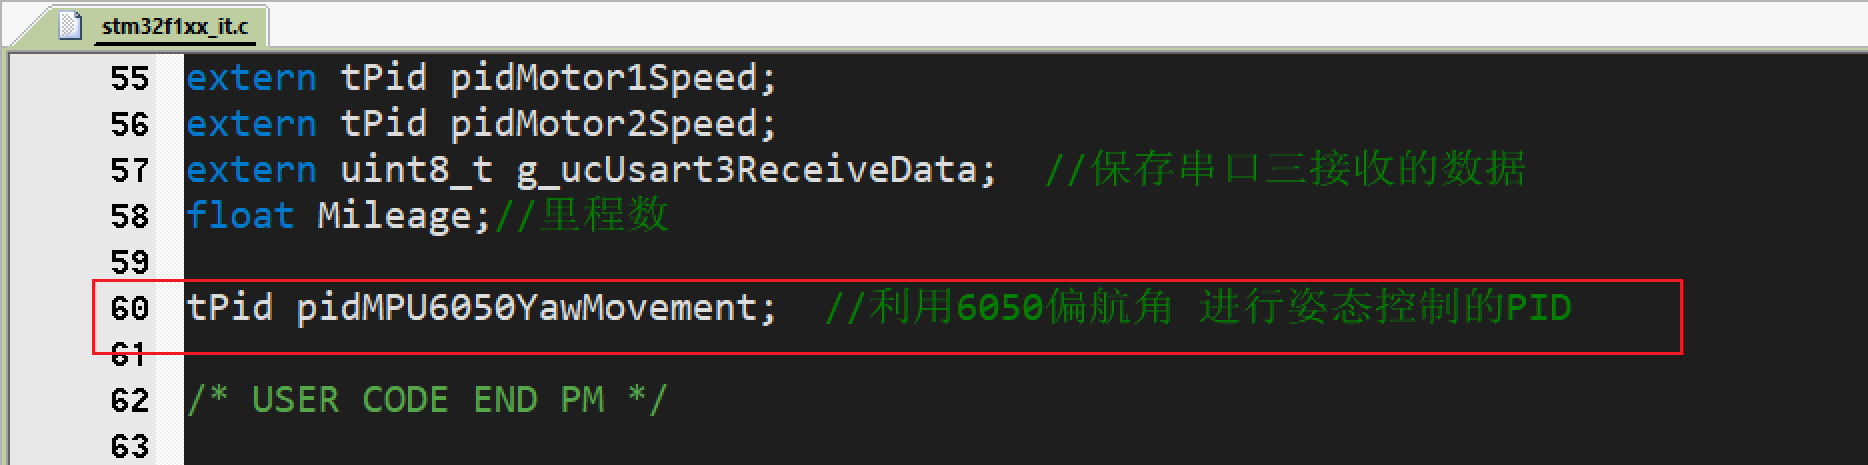 stm32f1xx_it.c
55 extern tPid pidMotor1Speed;
56 extern tPid pidMotor2Speed;
57 extern uint8_t g_ucUsart3ReceiveData;  //保存串口三接收的数据
58 float Mileage;//里程数
59
60 tPid pidMPU6050YawMovement;  //利用6050偏航角 进行姿态控制的PID
61
62 /* USER CODE END PM */
63